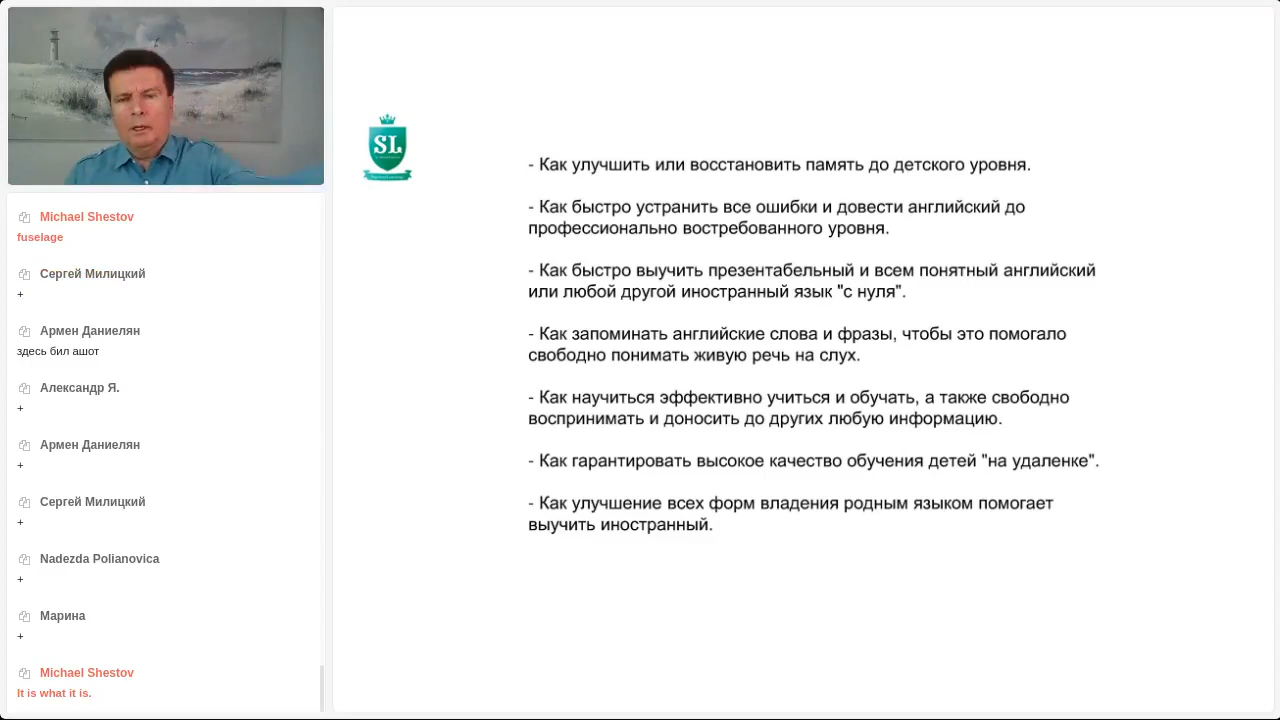 Michael Shestov
fuselage
Сергей Милицкий
+
Армен Даниелян
здесь бил ашот
Александр Я.
+
Армен Даниелян
+
Сергей Милицкий
+
Nadezda Polianovica
+
Марина
+
Michael Shestov
It is what it is.
SL
- Как улучшить или восстановить память до детского уровня.
- Как быстро устранить все ошибки и довести английский до
профессионально востребованного уровня.
- Как быстро выучить презентабельный и всем понятный английский
или любой другой иностранный язык "с нуля".
- Как запоминать английские слова и фразы, чтобы это помогало
свободно понимать живую речь на слух.
- Как научиться эффективно учиться и обучать, а также свободно
воспринимать и доносить до других любую информацию.
- Как гарантировать высокое качество обучения детей "на удаленке".
- Как улучшение всех форм владения родным языком помогает
выучить иностранный.